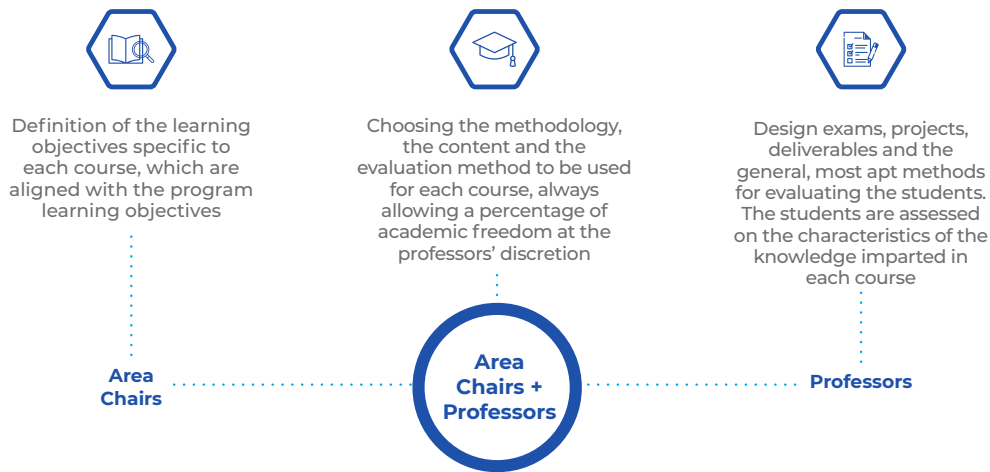 Definition of the learning
objectives specific to
each course, which are
aligned with the program
learning objectives
Choosing the methodology,
the content and the
evaluation method to be used
for each course, always
allowing a percentage of
academic freedom at the
professors’ discretion
Design exams, projects,
deliverables and the
general, most apt methods
for evaluating the students.
The students are assessed
on the characteristics of the
knowledge imparted in
each course
Area
Chairs
Area
Chairs +
Professors
Professors